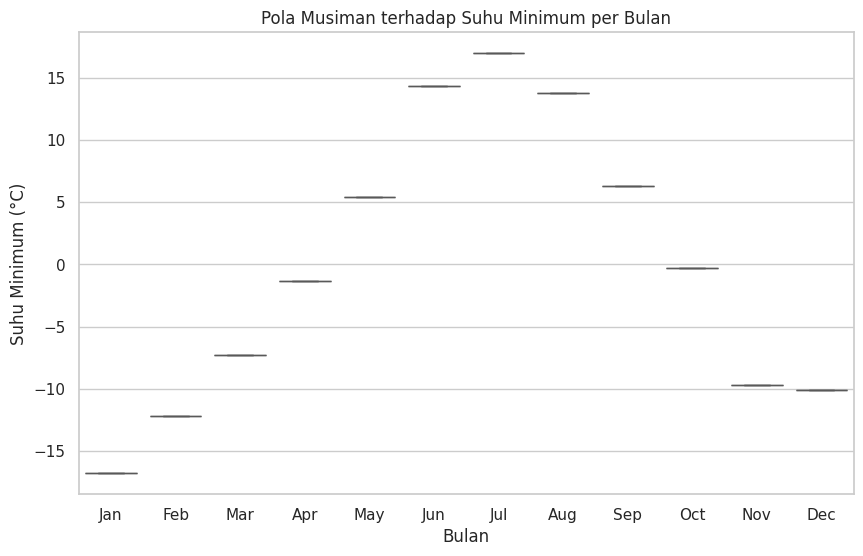 Pola Musiman terhadap Suhu Minimum per Bulan
Suhu Minimum (°C)
15
10
5
0
−5
−10
−15
Jan Feb Mar Apr May Jun Jul Aug Sep Oct Nov Dec
Bulan